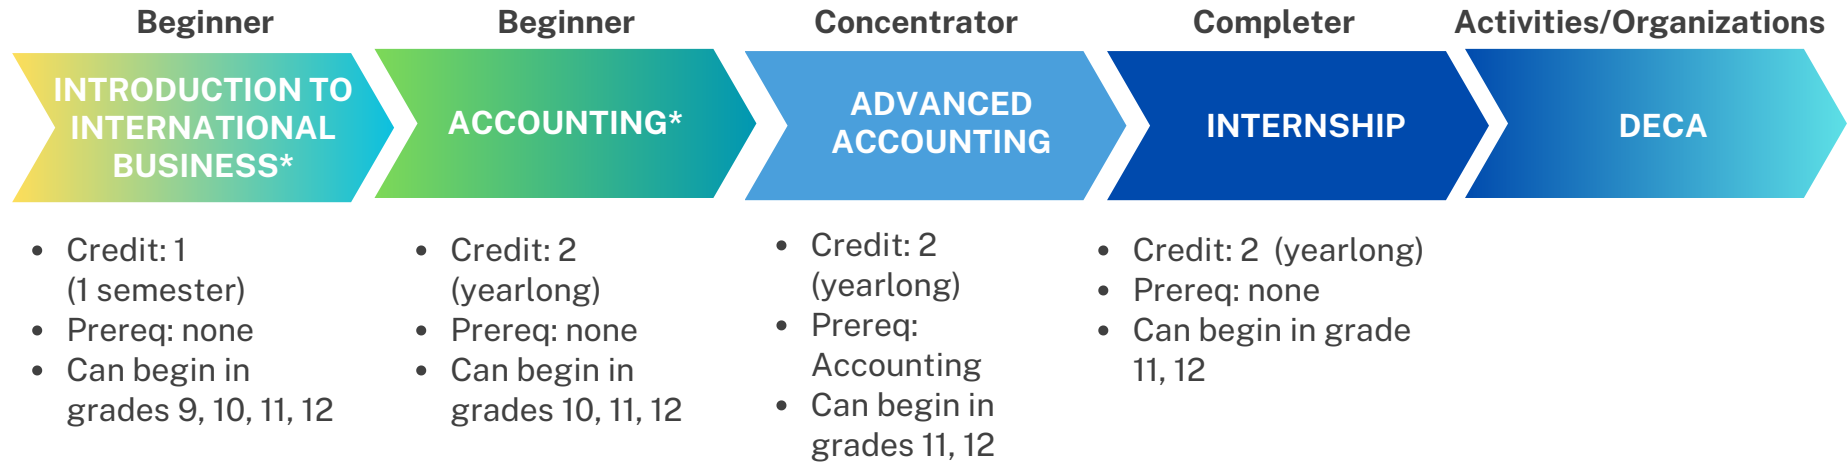 Beginner
INTRODUCTION TO
INTERNATIONAL
BUSINESS*
• Credit: 1
(1 semester)
• Prereq: none
• Can begin in
grades 9, 10, 11, 12
Beginner
ACCOUNTING*
• Credit: 2
(yearlong)
• Prereq: none
• Can begin in
grades 10, 11, 12
Concentrator
ADVANCED
ACCOUNTING
• Credit: 2
(yearlong)
• Prereq:
Accounting
• Can begin in
grades 11, 12
Completer
INTERNSHIP
• Credit: 2 (yearlong)
• Prereq: none
• Can begin in grade
11, 12
Activities/Organizations
DECA